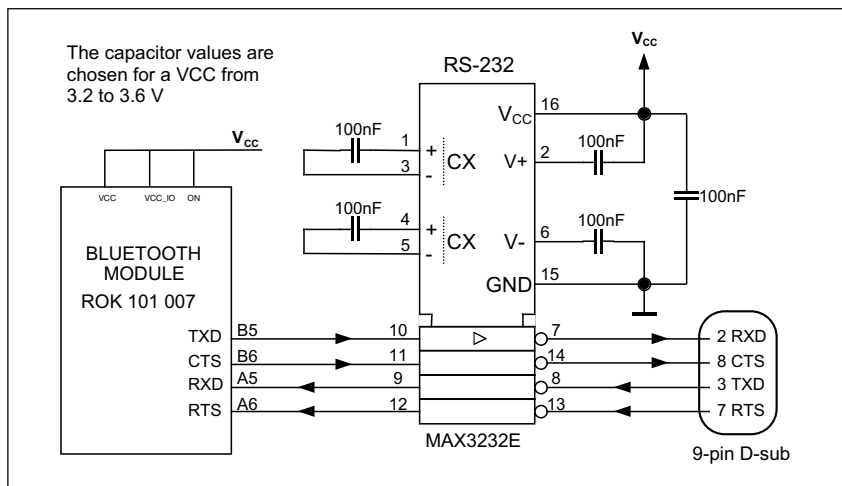 The capacitor values are
chosen for a VCC from
3.2 to 3.6 V
VCC
VCC VCC_IO ON
BLUETOOTH
MODULE
ROK 101 007
TXD B5
CTS B6
RXD A5
RTS A6
RS-232
100nF 1 + CX
3 -
100nF 4 + CX
5 -
VCC
VCC 16
V+ 2 100nF
100nF
V- 6 100nF
GND 15
10 7
11 14
9 8
12 13
MAX3232E
2 RXD
8 CTS
3 TXD
7 RTS
9-pin D-sub